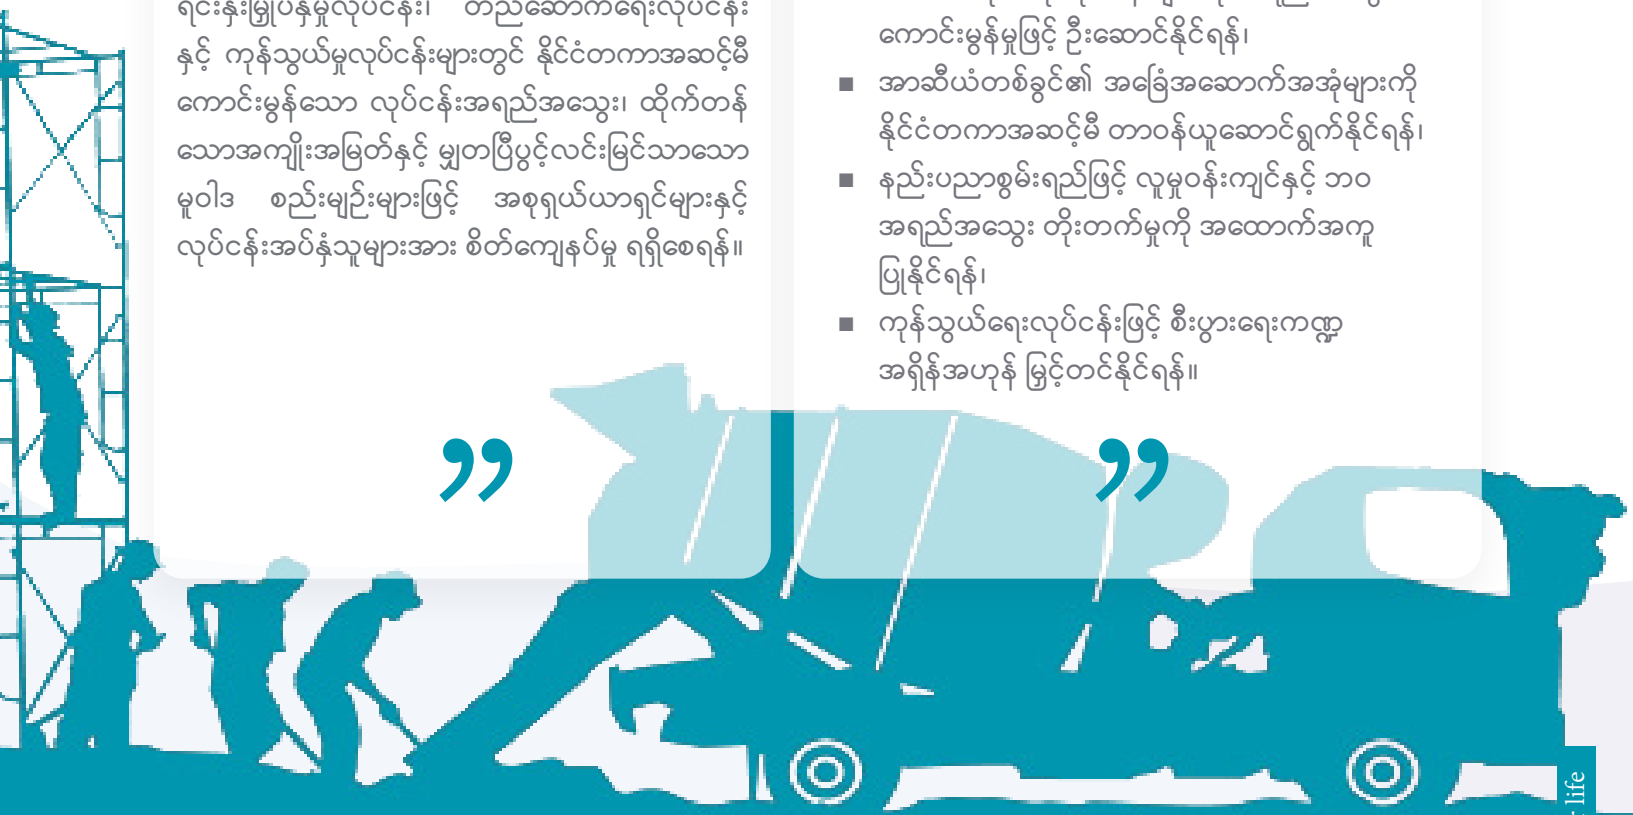 ရင်းနှီးမြှုပ်နှံမှုလုပ်ငန်း၊ တည်ဆောက်ရေးလုပ်ငန်း
နှင့် ကုန်သွယ်မှုလုပ်ငန်းများတွင် နိုင်ငံတကာအဆင့်မီ
ကောင်းမွန်သော လုပ်ငန်းအရည်အသွေး၊ ထိုက်တန်
သောအကျိုးအမြတ်နှင့် မျှတပြီးပွင့်လင်းမြင်သာသော
မူဝါဒ စည်းမျဉ်းများဖြင့် အစုရှယ်ယာရှင်များနှင့်
လုပ်ငန်းအပ်နှံသူများအား စိတ်ကျေနပ်မှု ရရှိစေရန်။
”
ကောင်းမွန်မှုဖြင့် ဦးဆောင်နိုင်ရန်၊
■ အာဆီယံတစ်ခွင်၏ အခြေအဆောက်အအုံများကို
နိုင်ငံတကာအဆင့်မီ တာဝန်ယူဆောင်ရွက်နိုင်ရန်၊
■ နည်းပညာစွမ်းရည်ဖြင့် လူမှုဝန်းကျင်နှင့် ဘဝ
အရည်အသွေး တိုးတက်မှုကို အထောက်အကူ
ပြုနိုင်ရန်၊
■ ကုန်သွယ်ရေးလုပ်ငန်းဖြင့် စီးပွားရေးကဏ္ဍ
အရှိန်အဟုန် မြှင့်တင်နိုင်ရန်။
”
life